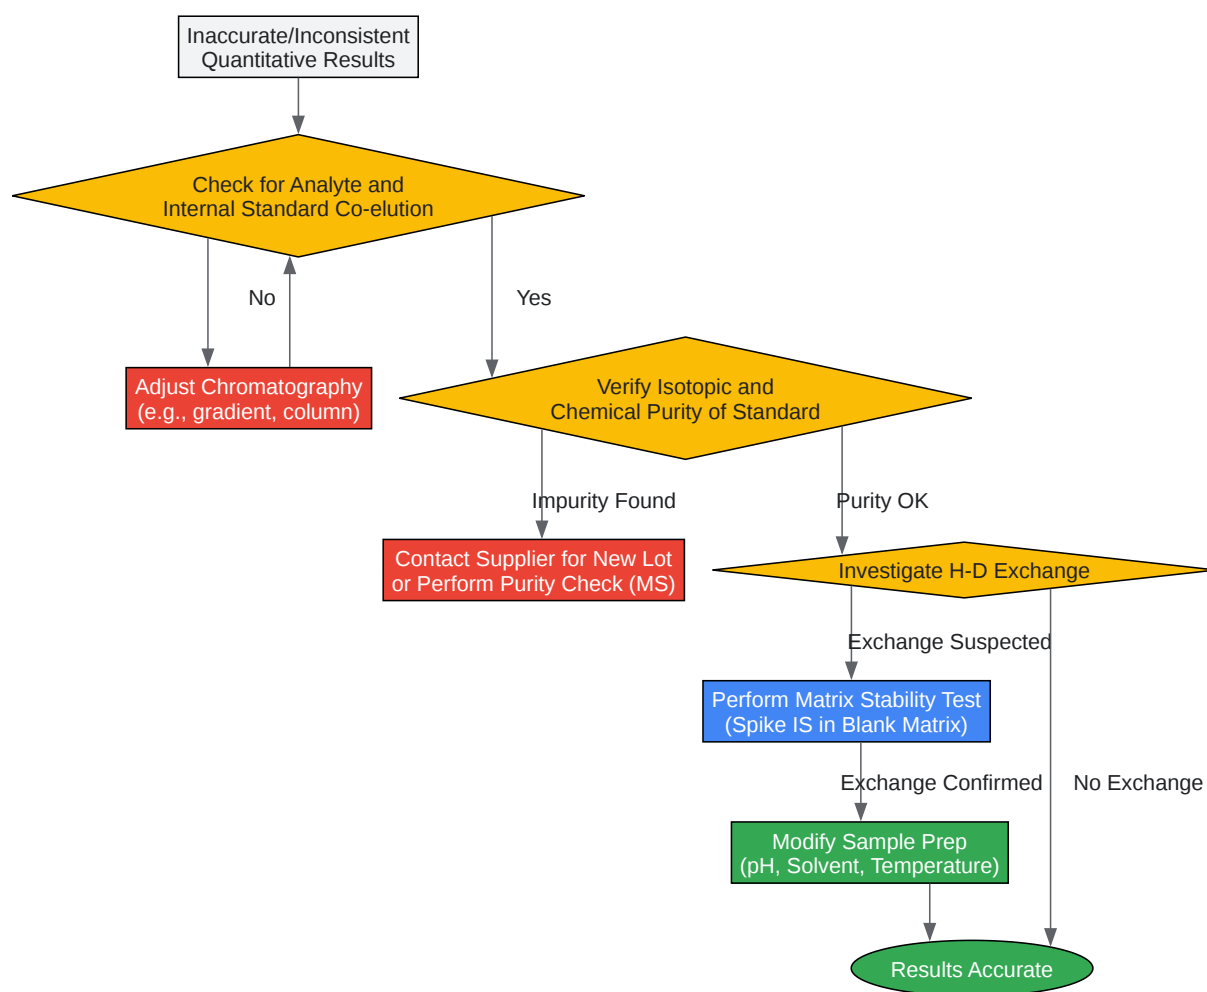 Inaccurate/Inconsistent
Quantitative Results
Check for Analyte and
Internal Standard Co-elution
No
Yes
Adjust Chromatography
(e.g., gradient, column)
Verify Isotopic and
Chemical Purity of Standard
Impurity Found
Purity OK
Contact Supplier for New Lot
or Perform Purity Check (MS)
Investigate H-D Exchange
Exchange Suspected
Perform Matrix Stability Test
(Spike IS in Blank Matrix)
Exchange Confirmed
No Exchange
Modify Sample Prep
(pH, Solvent, Temperature)
Results Accurate